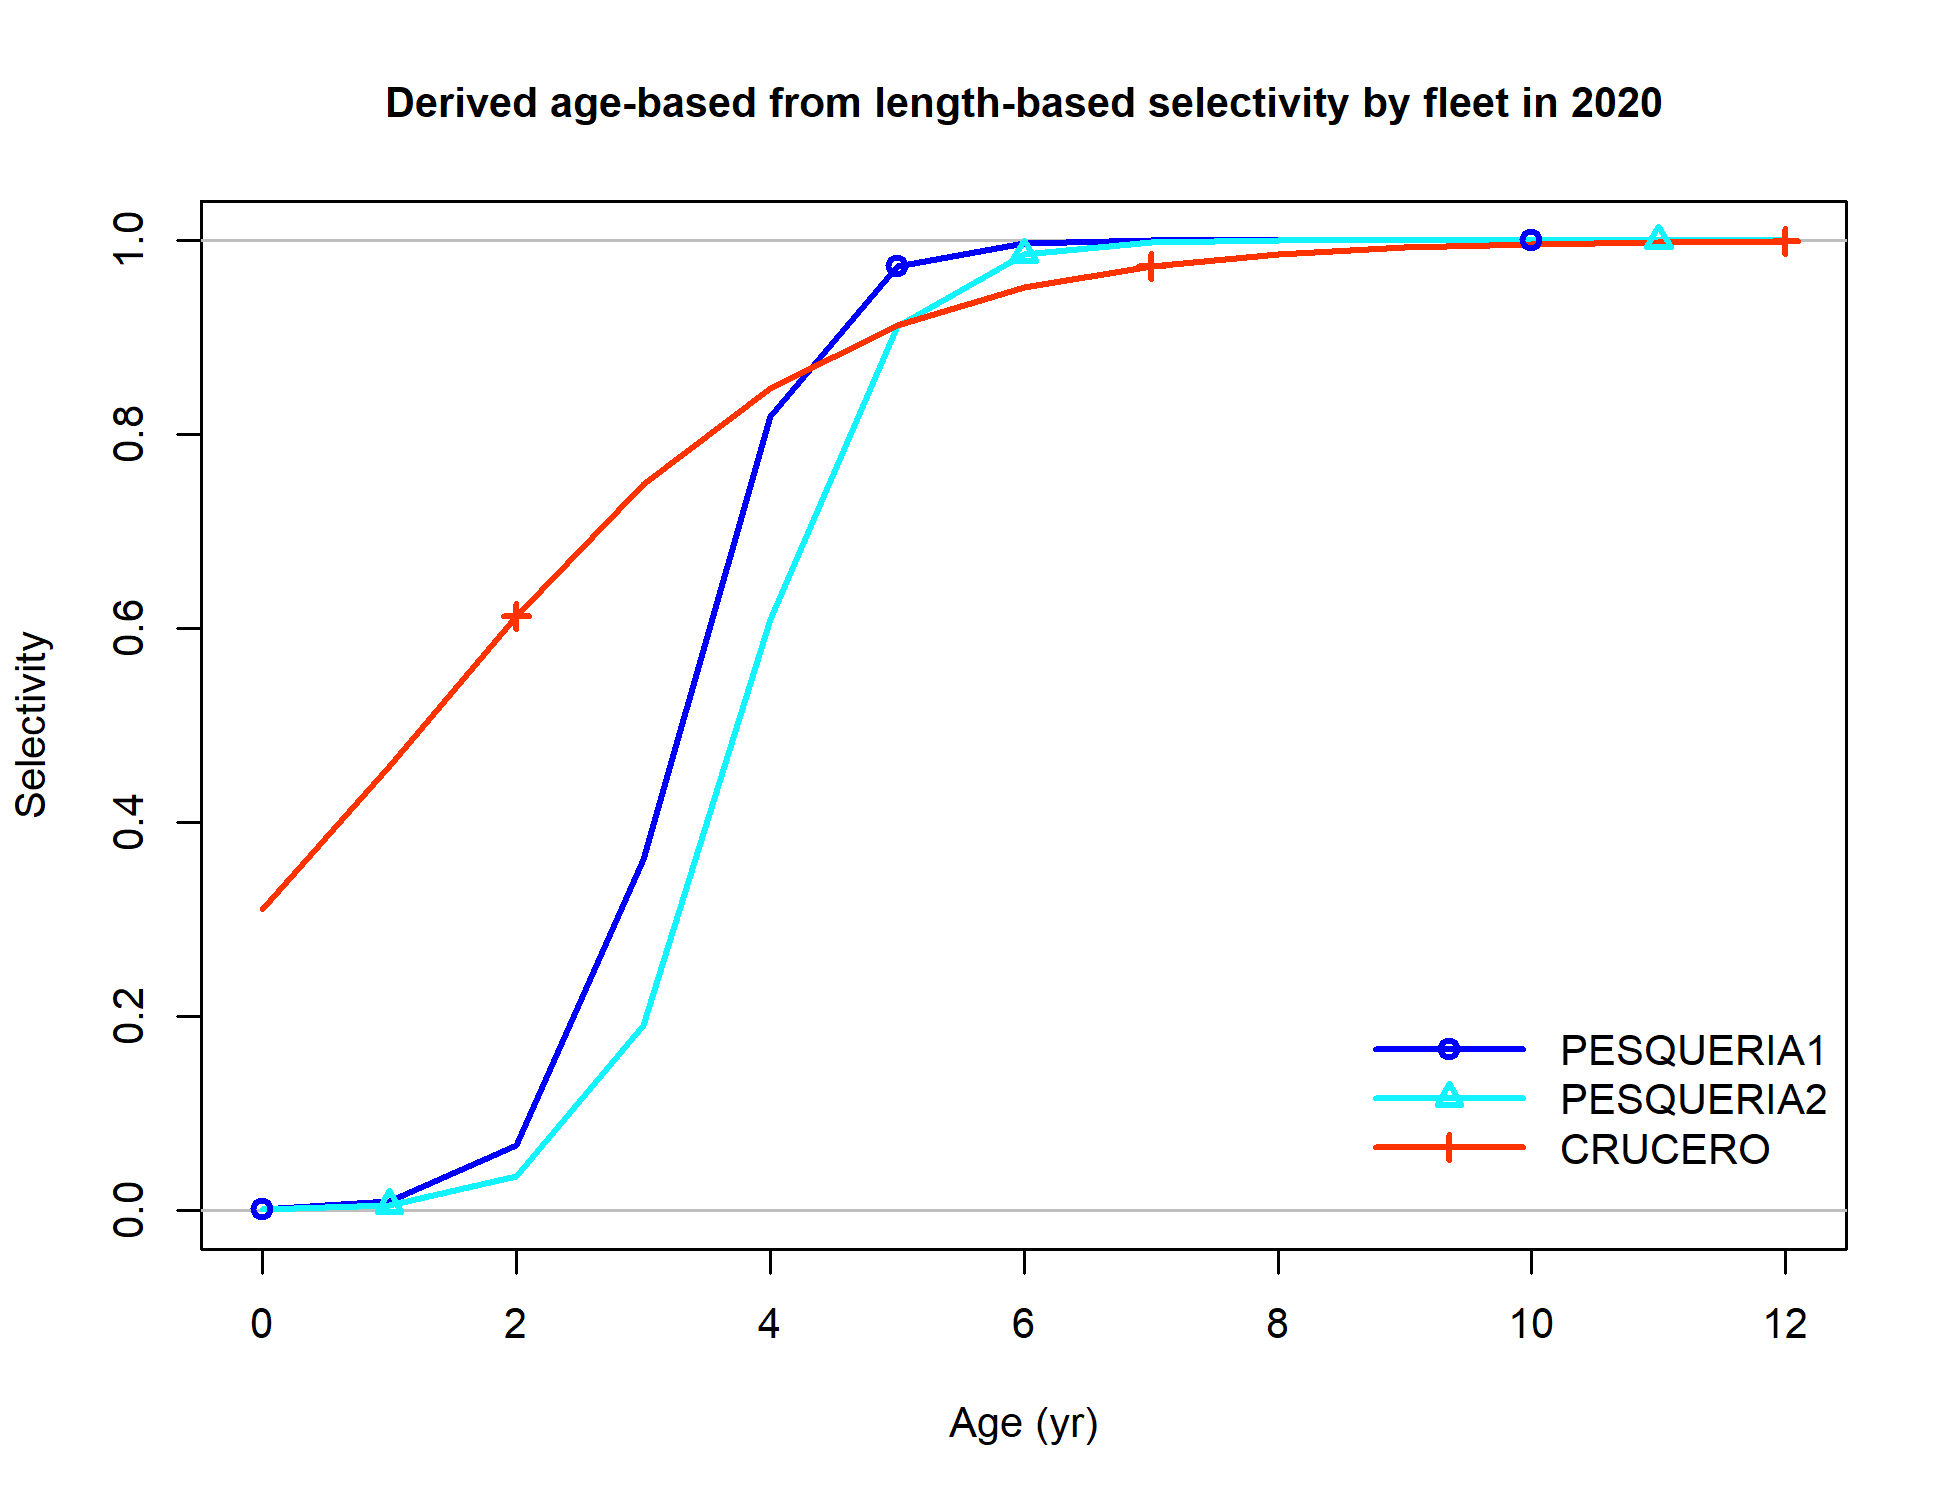 Derived age-based from length-based selectivity by fleet in 2020
Selectivity
1.0
0.8
0.6
0.4
0.2
0.0
PESQUERIA1
PESQUERIA2
CRUCERO
0 2 4 6 8 10 12
Age (yr)